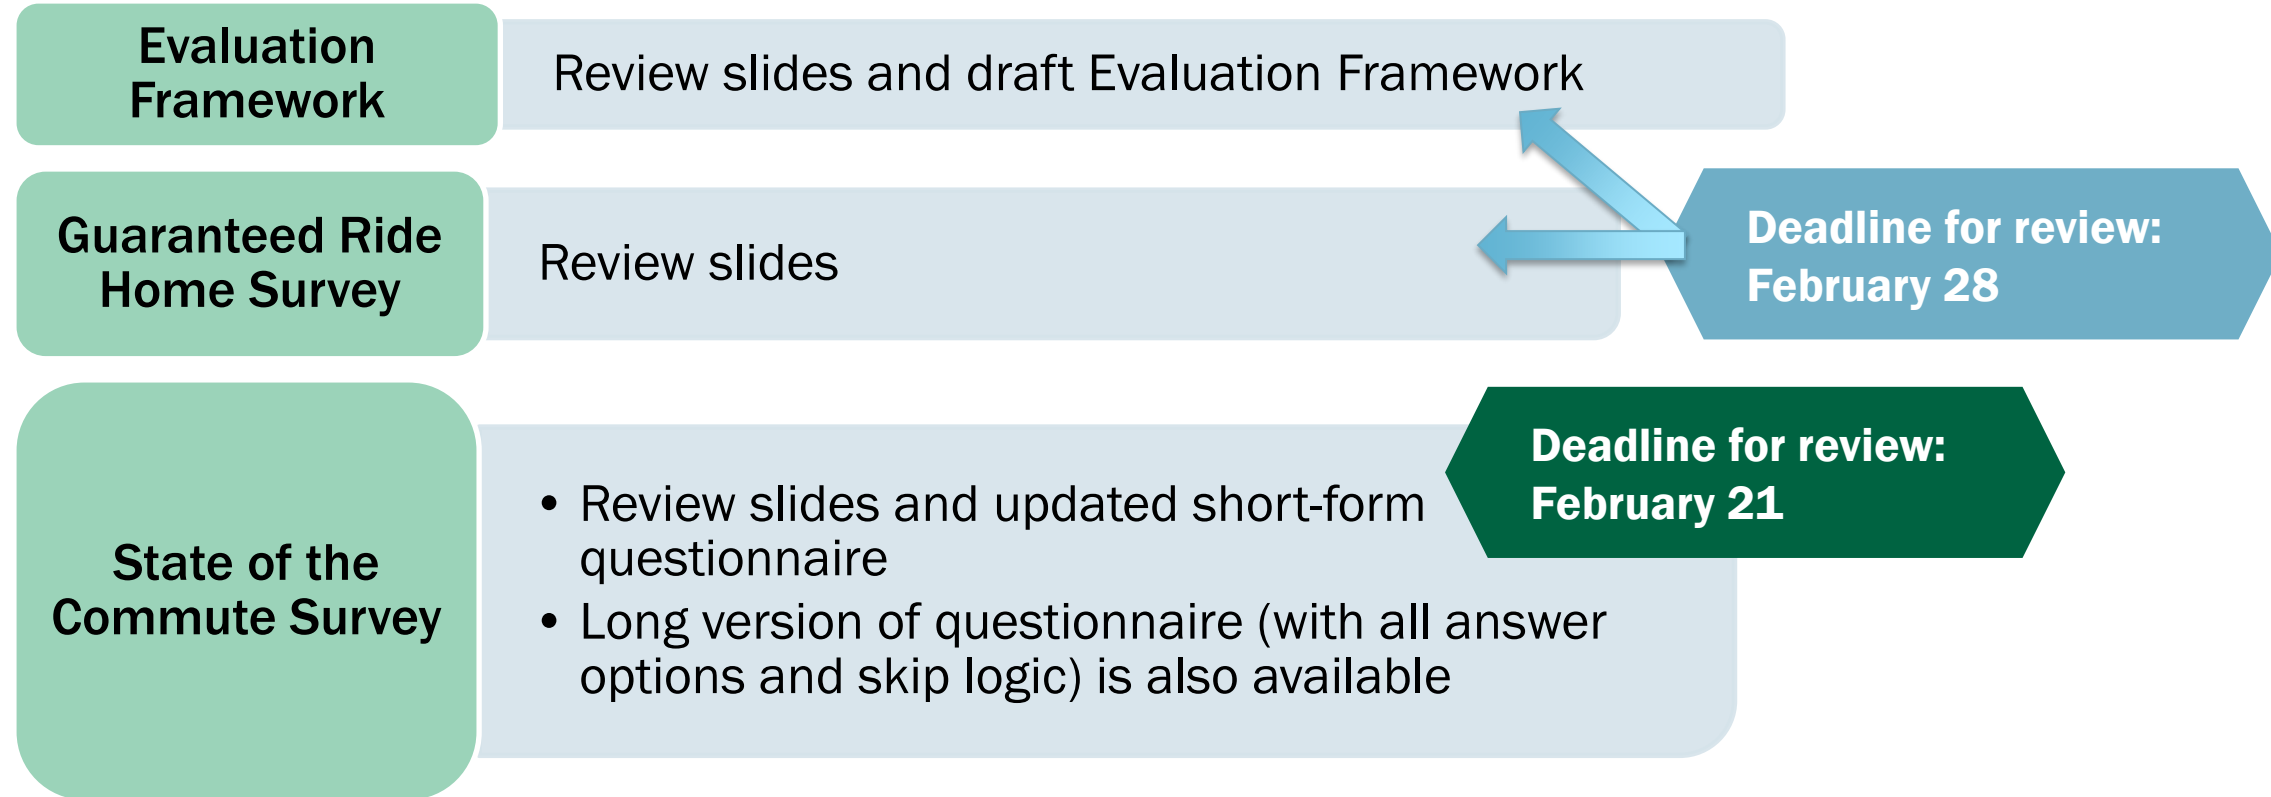 Evaluation
Framework
Review slides and draft Evaluation Framework
Guaranteed Ride
Home Survey
Review slides
Deadline for review:
February 28
State of the
Commute Survey
• Review slides and updated short-form
questionnaire
• Long version of questionnaire (with all answer
options and skip logic) is also available
Deadline for review:
February 21